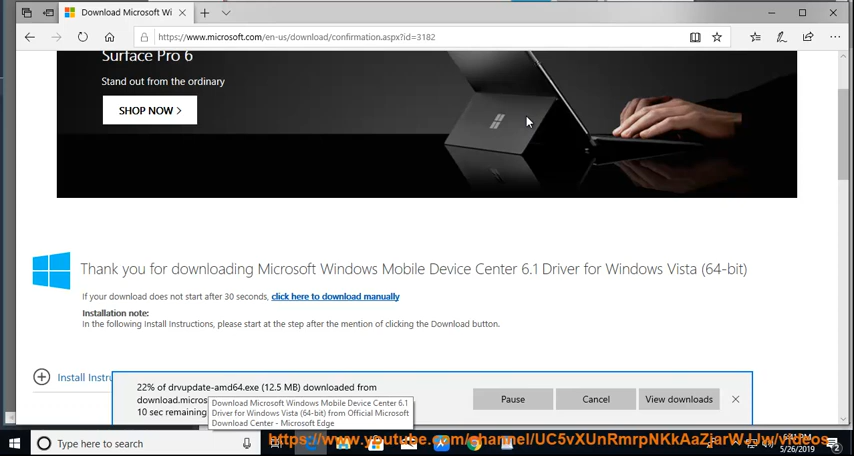 Download Microsoft Wi
https://www.microsoft.com/en-us/download/confirmation.aspx?id=3182
Surface Pro 6
Stand out from the ordinary
SHOP NOW >
Thank you for downloading Microsoft Windows Mobile Device Center 6.1 Driver for Windows Vista (64-bit)
If your download does not start after 30 seconds, click here to download manually
Installation note:
In the following Install Instructions, please start at the step after the mention of clicking the Download button.
Install
22% of drvupdate-amd64.exe (12.5 MB) downloaded from
download.micros
10 sec remaining
Pause
Cancel
View downloads
Download Microsoft Windows Mobile Device Center 6.1
Driver for Windows Vista (64-bit) from Official Microsoft
Download Center - Microsoft Edge
Type here to search
https://www.youtube.com/channel/UC5vXUnRmrpNKkAaZjarWJJw/videos
5/26/2019
2